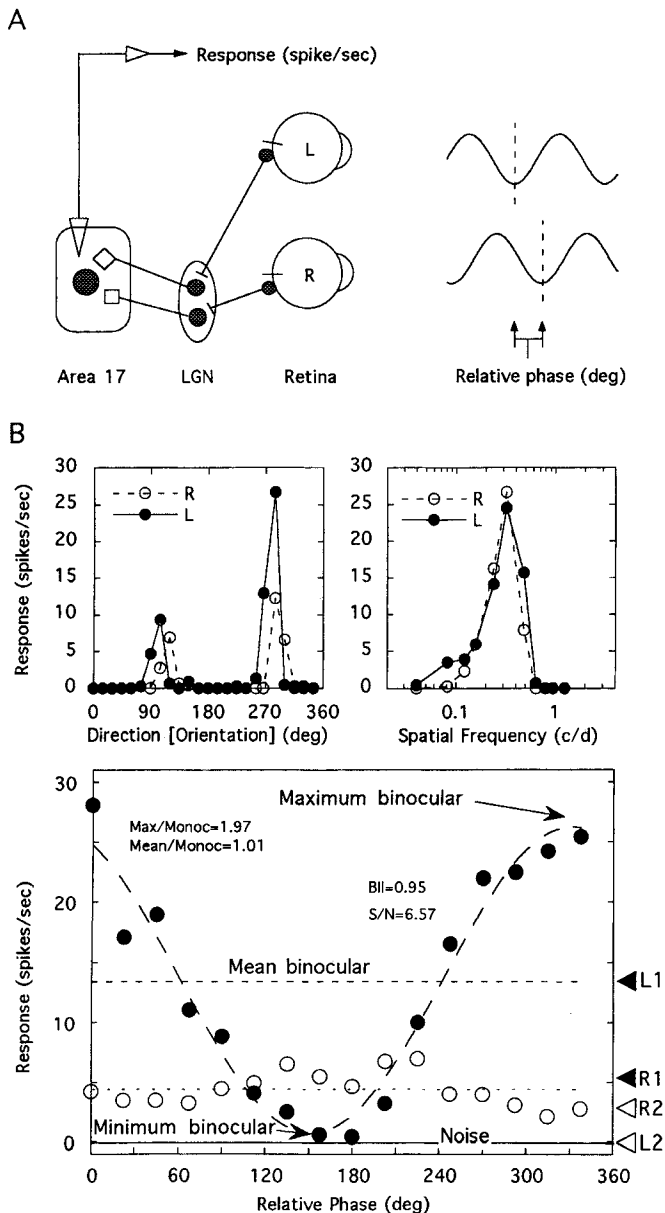 A
Response (spike/sec)
L
R
Area 17
LGN
Retina
Relative phase (deg)
B
Response (spikes/sec)
30
25
20
15
10
5
0
R
L
0
90
180
270
360
Direction [Orientation] (deg)
30
25
20
15
10
5
0
R
L
0.1
1
Spatial Frequency (c/d)
Response (spikes/sec)
30
20
10
0
Max/Monoc=1.97
Mean/Monoc=1.01
Maximum binocular
BII=0.95
S/N=6.57
Mean binocular
L1
R1
R2
L2
Minimum binocular
Noise
0
60
120
180
240
300
360
Relative Phase (deg)